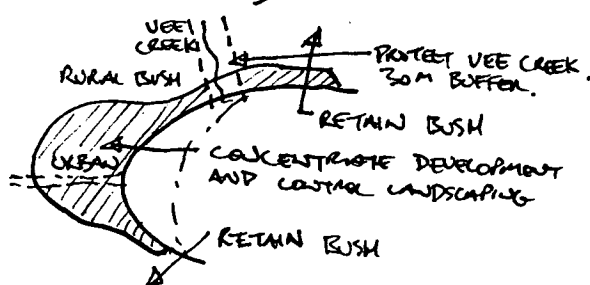 VEE
CREEK
RURAL BUSH
PROTECT VEE CREEK.
30M BUFFER.
RETAIN BUSH
URBAN
CONCENTRATE DEVELOPMENT
AND CONTROL LANDSCAPING
RETAIN BUSH